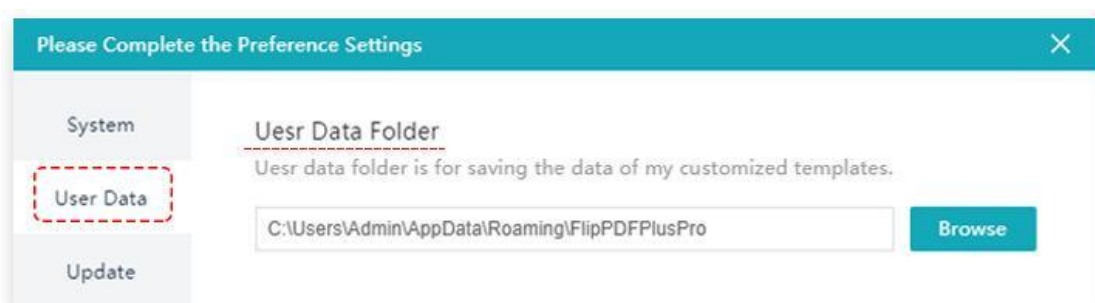 Please Complete the Preference Settings
System
User Data
Update
Uesr Data Folder
Uesr data folder is for saving the data of my customized templates.
C:\Users\Admin\AppData\Roaming\FlipPDFPlusPro
Browse